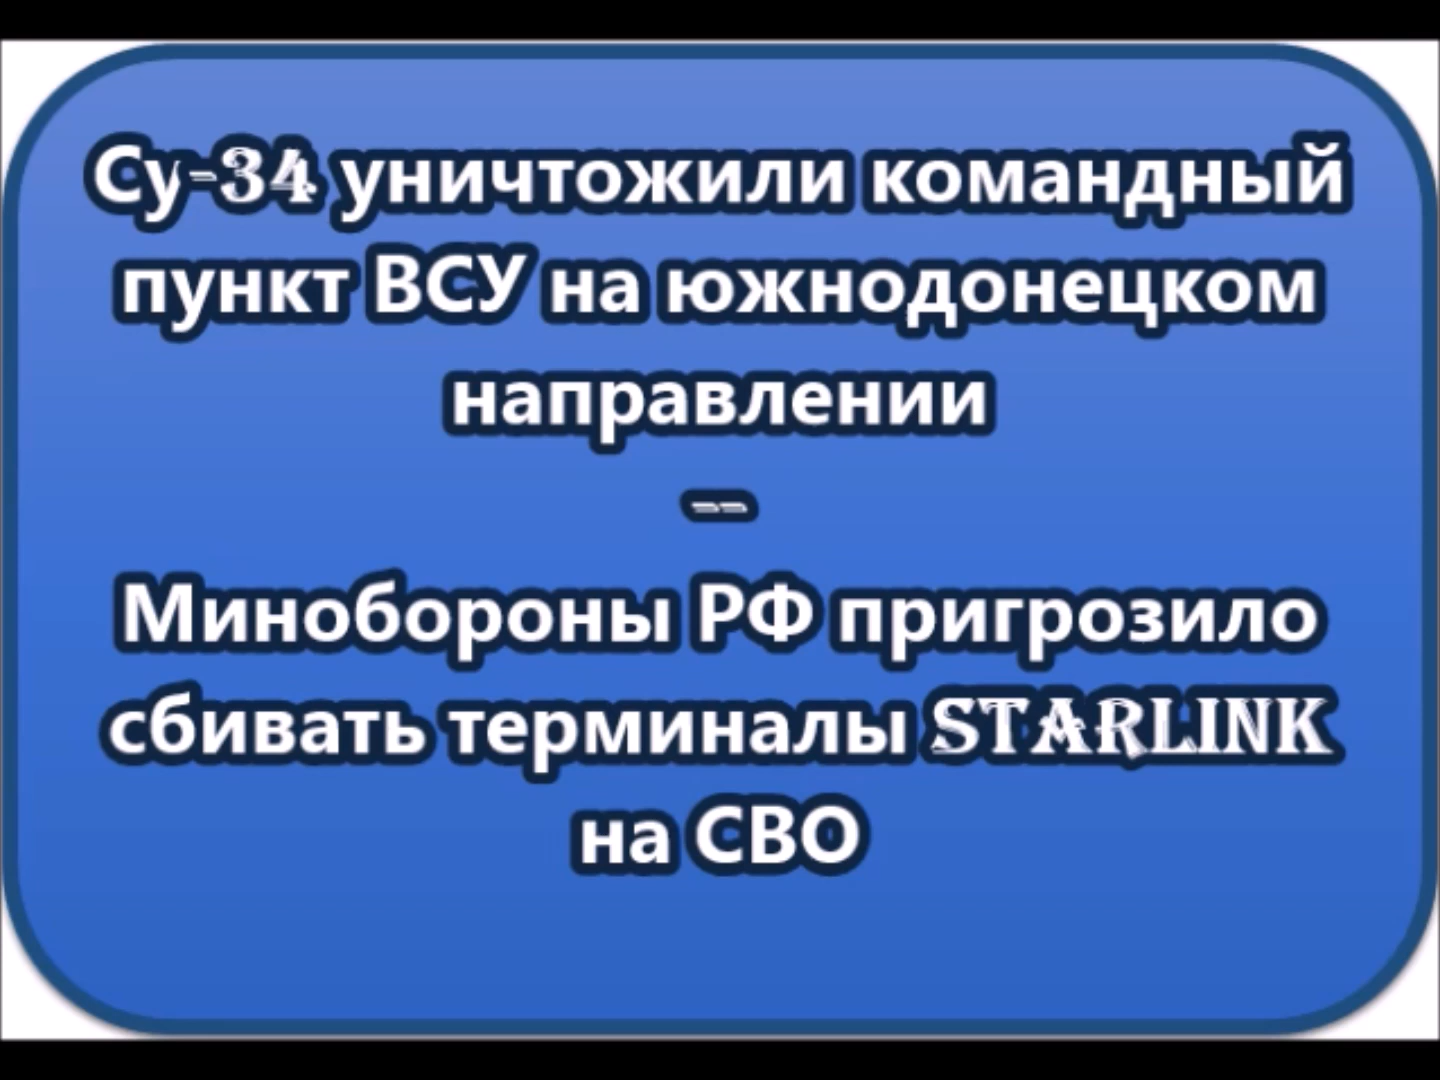 Су-34 уничтожили командный
пункт ВСУ на южнодонецком
направлении
--
Минобороны РФ пригрозило
сбивать терминалы STARLINK
на СВО